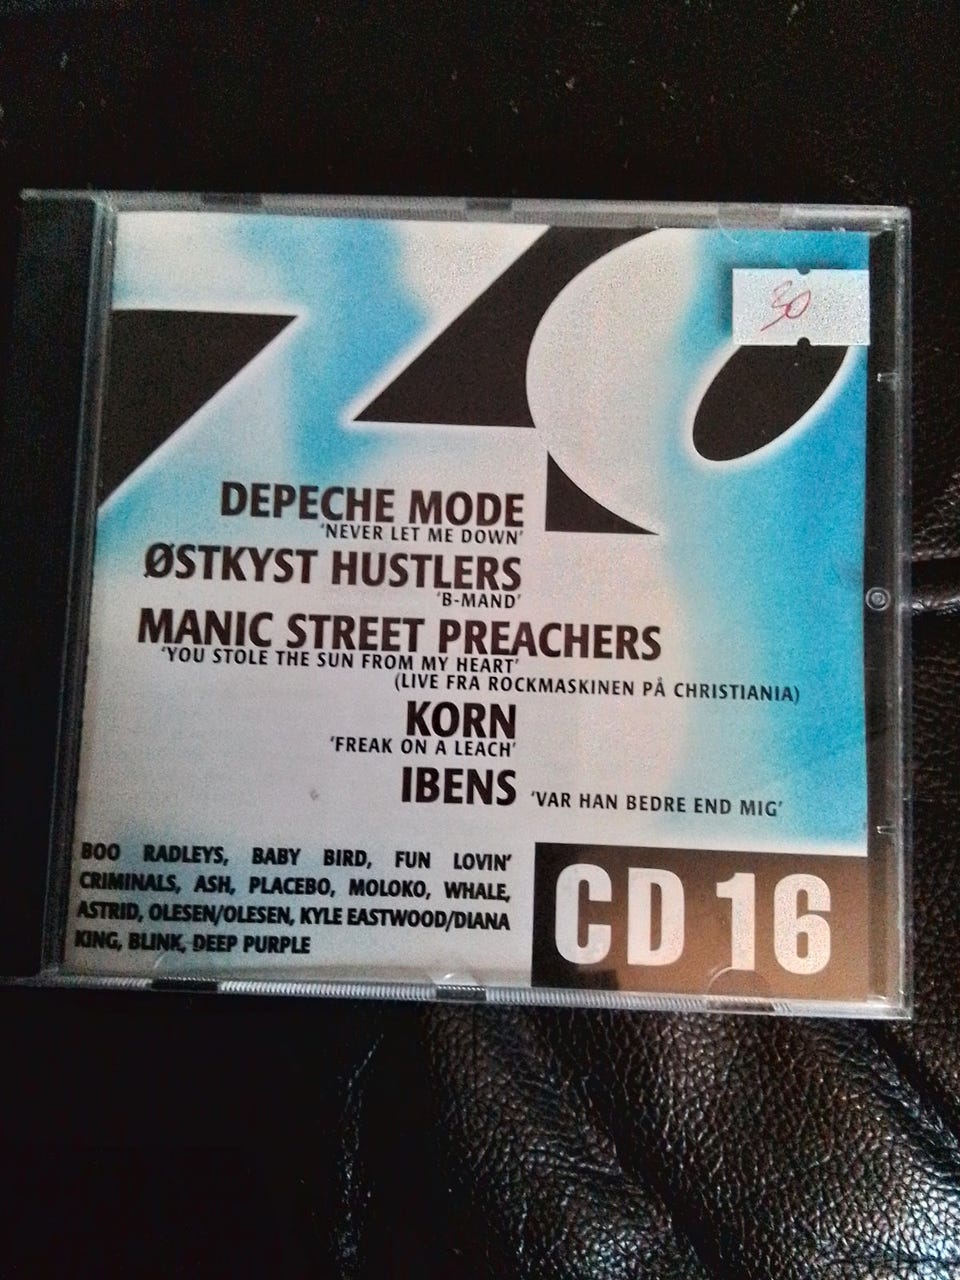 30
DEPECHE MODE
'NEVER LET ME DOWN'
ØSTKYST HUSTLERS
'B-MAND'
MANIC STREET PREACHERS
'YOU STOLE THE SUN FROM MY HEART'
(LIVE FRA ROCKMASKINEN PÅ CHRISTIANIA)
KORN
'FREAK ON A LEACH'
IBENS 'VAR HAN BEDRE END MIG'
BOO RADLEYS, BABY BIRD, FUN LOVIN'
CRIMINALS, ASH, PLACEBO, MOLOKO, WHALE,
ASTRID, OLESEN/OLESEN, KYLE EASTWOOD/DIANA
KING, BLINK, DEEP PURPLE
CD 16